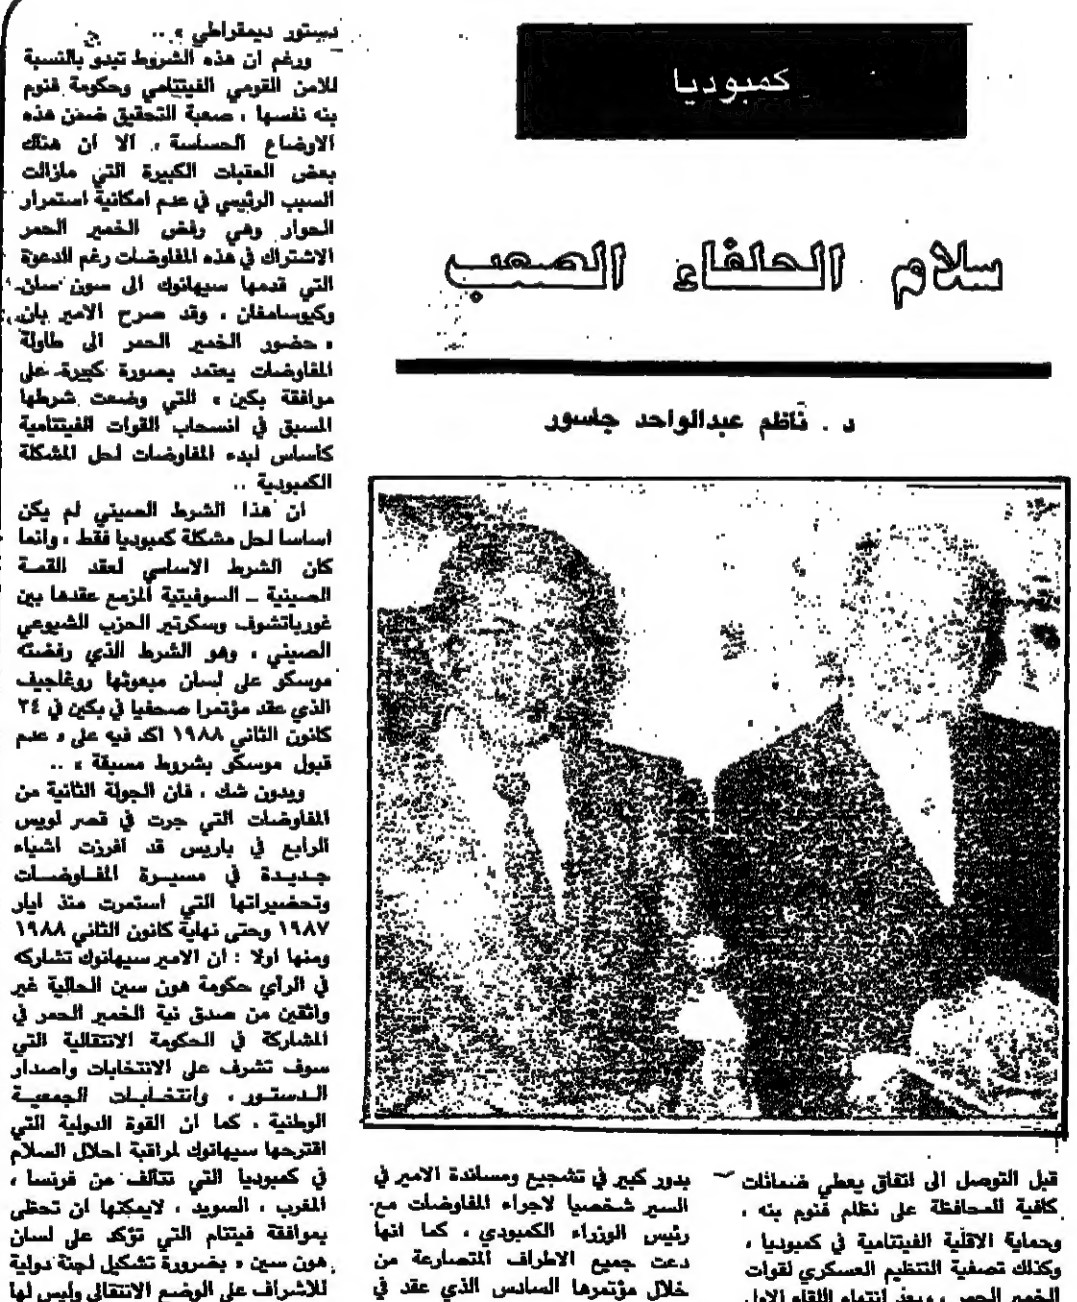 كمبوديا
سلام الحلفاء الصعب
د . ناظم عبدالواحد جاسور
قبل التوصل الى اتفاق يعطي ضمانات
كافية للمحافظة على نظام فنوم بنه ،
وحماية الاقلية الفيتنامية في كمبوديا ،
وكذلك تصفية التنظيم العسكري لقوات
الخمير الحمر . وبعد انتهاء اللقاء الاول
بدور كبير في تشجيع ومساندة الامير في
السير شخصيا لاجراء المفاوضات مع
رئيس الوزراء الكمبودي ، كما انها
دعت جميع الاطراف المتصارعة من
خلال مؤتمرها السادس الذي عقد في
دستور ديمقراطي » ..
ورغم ان هذه الشروط تبدو بالنسبة
للامن القومي الفيتنامي وحكومة فنوم
بنه نفسها ، صعبة التحقيق ضمن هذه
الاوضاع الحساسة ، الا ان هناك
بعض العقبات الكبيرة التي مازالت
السبب الرئيسي في عدم امكانية استمرار
الحوار وهي رفض الخمير الحمر
الاشتراك في هذه المفاوضات رغم الدعوة
التي قدمها سيهانوك الى سون سان
وكيوسامفان ، وقد صرح الامير بان
« حضور الخمير الحمر الى طاولة
المفاوضات يعتمد بصورة كبيرة على
موافقة بكين » التي وضعت شرطها
المسبق في انسحاب القوات الفيتنامية
كأساس لبدء المفاوضات لحل المشكلة
الكمبودية ..
ان هذا الشرط الصيني لم يكن
اساسا لحل مشكلة كمبوديا فقط ، وانما
كان الشرط الاساسي لعقد القمة
الصينية ــ السوفيتية المزمع عقدها بين
غورباتشوف وسكرتير الحزب الشيوعي
الصيني ، وهو الشرط الذي رفضته
موسكو على لسان مبعوثها روغاجيف
الذي عقد مؤتمرا صحفيا في بكين في ٢٤
كانون الثاني ١٩٨٨ اكد فيه على « عدم
قبول موسكو بشروط مسبقة » ..
وبدون شك ، فان الجولة الثانية من
المفاوضات التي جرت في قصر لويس
الرابع في باريس قد افرزت اشياء
جديدة في مسيرة المفاوضات
وتحضيراتها التي استمرت منذ ايار
١٩٨٧ وحتى نهاية كانون الثاني ١٩٨٨
ومنها اولا : ان الامير سيهانوك تشاركه
في الرأي حكومة هون سين الحالية غير
واثقين من صدق نية الخمير الحمر في
المشاركة في الحكومة الانتقالية التي
سوف تشرف على الانتخابات واصدار
الدستور ، وانتخابات الجمعية
الوطنية . كما ان القوة الدولية التي
اقترحها سيهانوك لمراقبة احلال السلام
في كمبوديا التي تتألف من فرنسا ،
المغرب ، السويد ، لايمكنها ان تحظى
بموافقة فيتنام التي تؤكد على لسان
هون سين « بضرورة تشكيل لجنة دولية
للاشراف على الوضع الانتقالي وليس لها